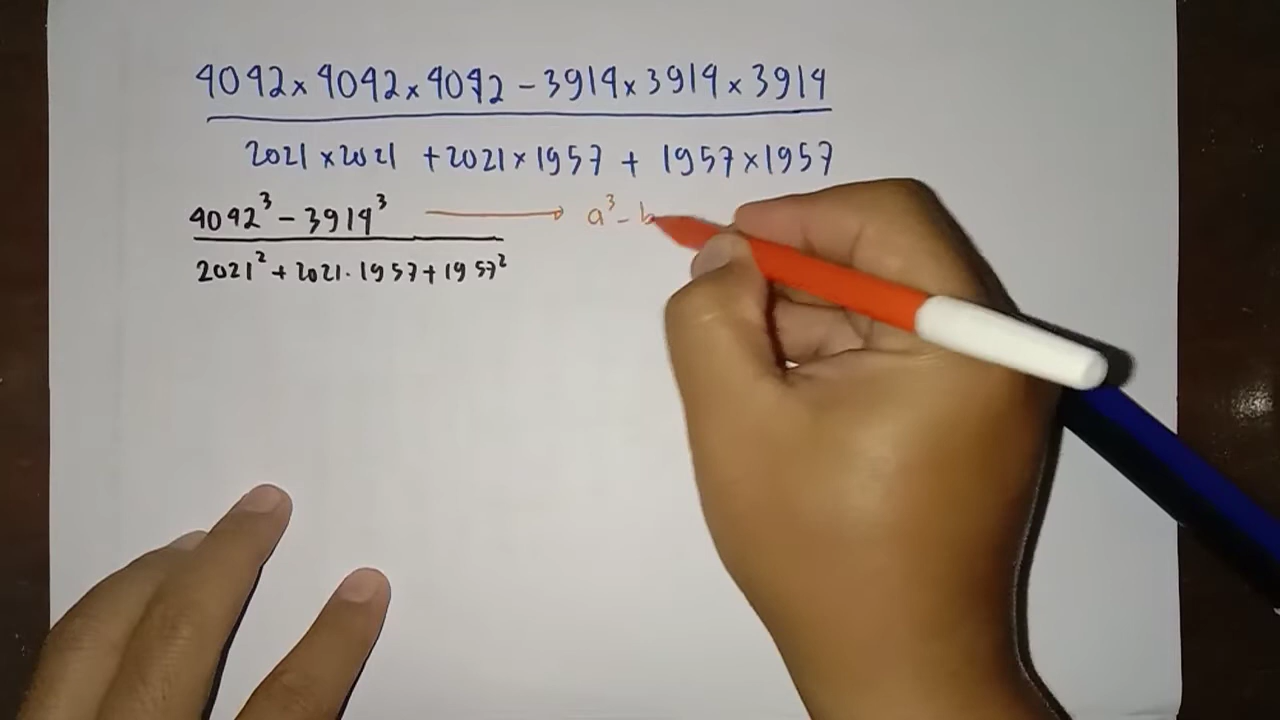 4042 × 4042 × 4042 - 3914 × 3914 × 3914
2021 × 2021 + 2021 × 1957 + 1957 × 1957
4042³ - 3914³ → a³ - b
2021² + 2021 · 1957 + 1957²